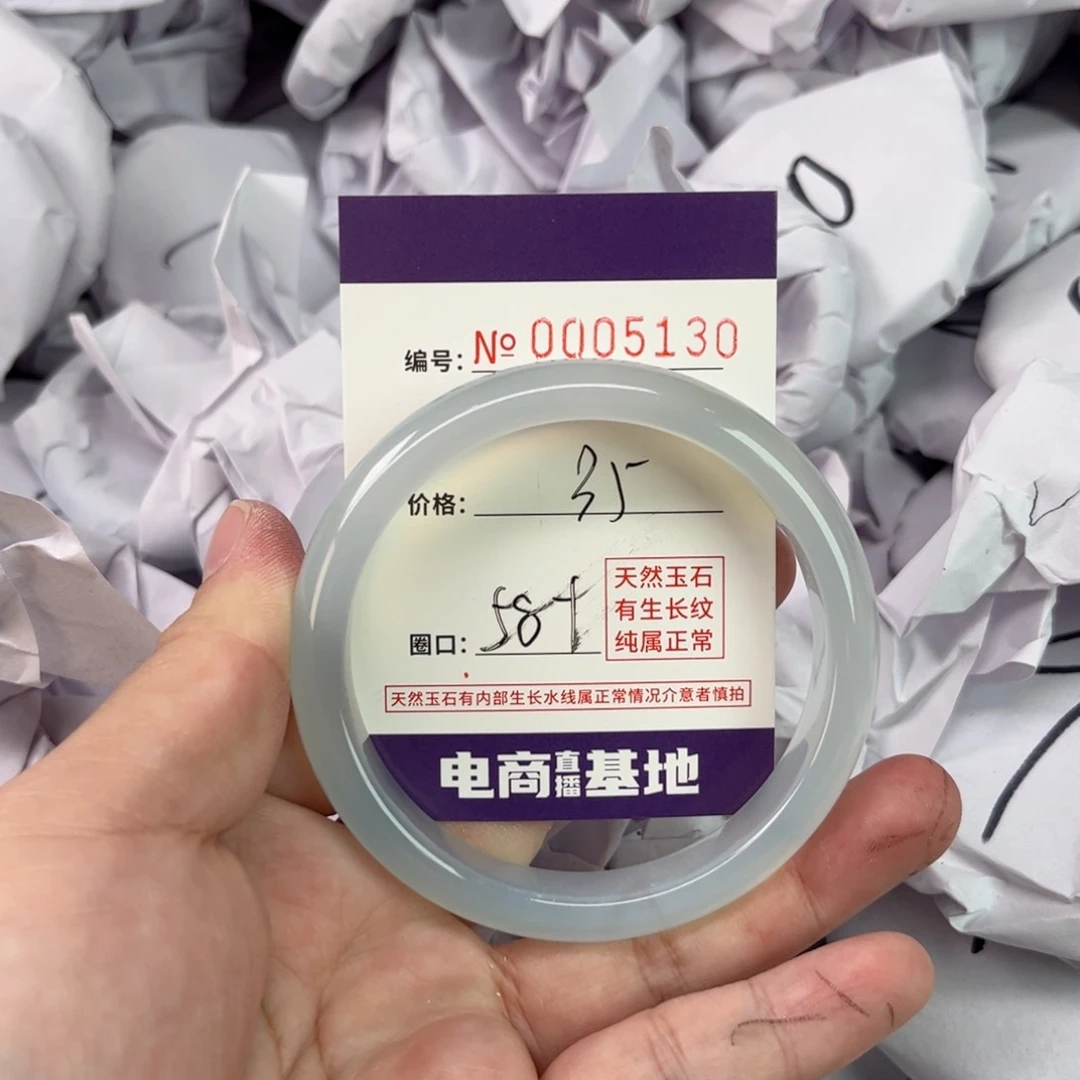 编号: № 0005130
价格: 35
圈口: 58+
天然玉石
有生长纹
纯属正常
天然玉石有内部生长水线属正常情况介意者慎拍
电商直播基地
0